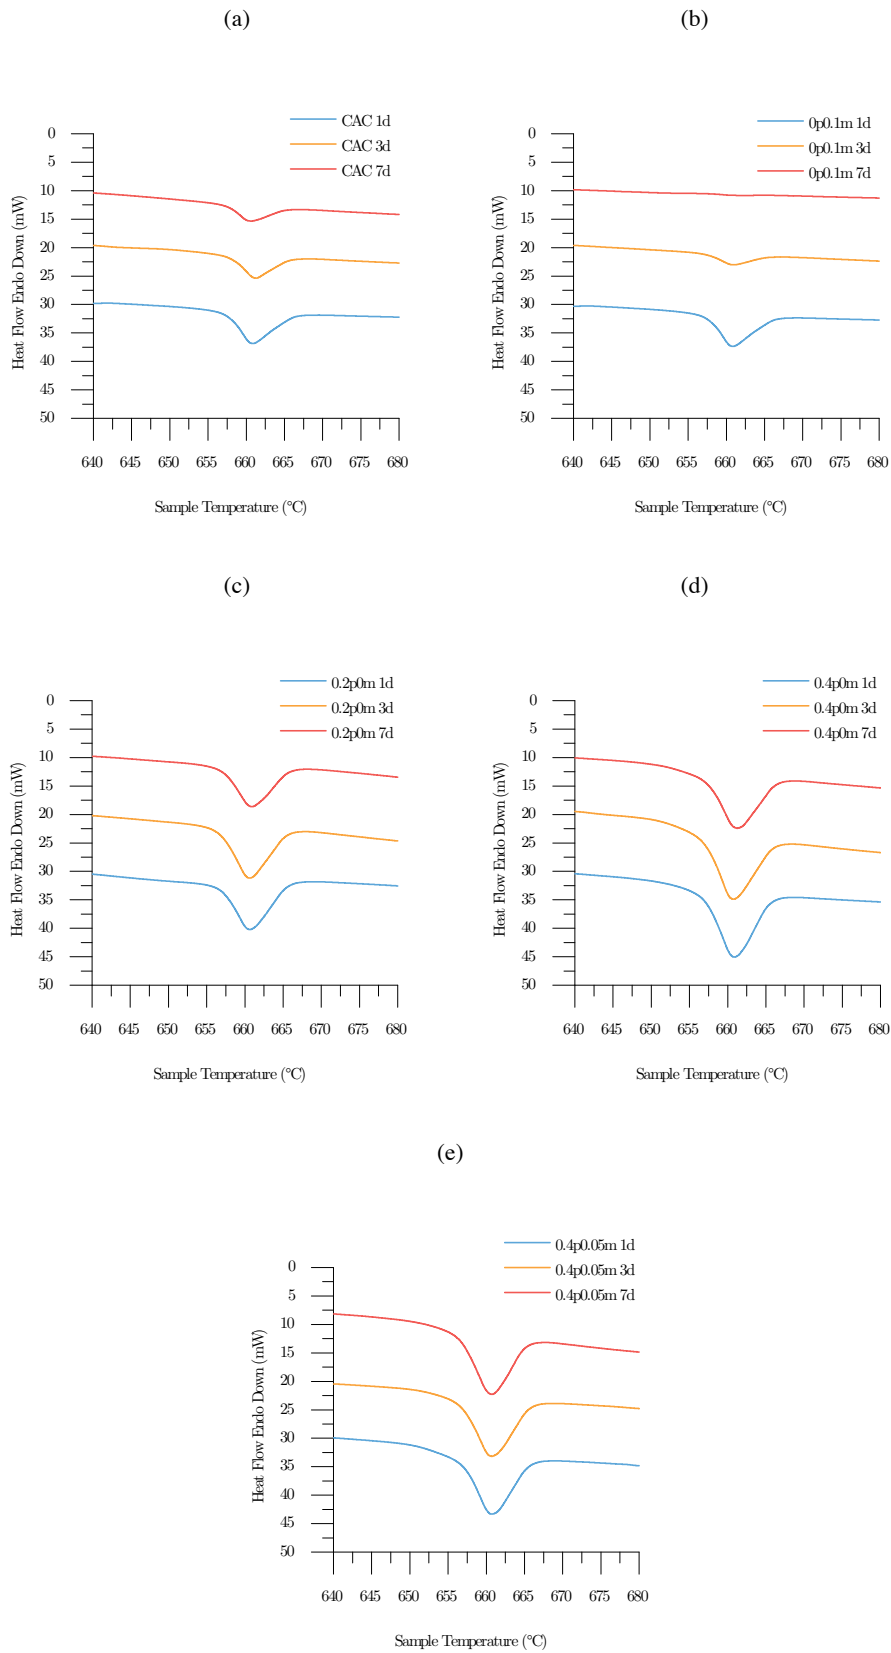 (a)
(b)
CAC 1d
CAC 3d
CAC 7d
0
5
10
15
20
25
30
35
40
45
50
Heat Flow Endo Down (mW)
640 645 650 655 660 665 670 675 680
Sample Temperature (°C)
0p0.1m 1d
0p0.1m 3d
0p0.1m 7d
0
5
10
15
20
25
30
35
40
45
50
Heat Flow Endo Down (mW)
640 645 650 655 660 665 670 675 680
Sample Temperature (°C)
(c)
(d)
0.2p0m 1d
0.2p0m 3d
0.2p0m 7d
0
5
10
15
20
25
30
35
40
45
50
Heat Flow Endo Down (mW)
640 645 650 655 660 665 670 675 680
Sample Temperature (°C)
0.4p0m 1d
0.4p0m 3d
0.4p0m 7d
0
5
10
15
20
25
30
35
40
45
50
Heat Flow Endo Down (mW)
640 645 650 655 660 665 670 675 680
Sample Temperature (°C)
(e)
0.4p0.05m 1d
0.4p0.05m 3d
0.4p0.05m 7d
0
5
10
15
20
25
30
35
40
45
50
Heat Flow Endo Down (mW)
640 645 650 655 660 665 670 675 680
Sample Temperature (°C)